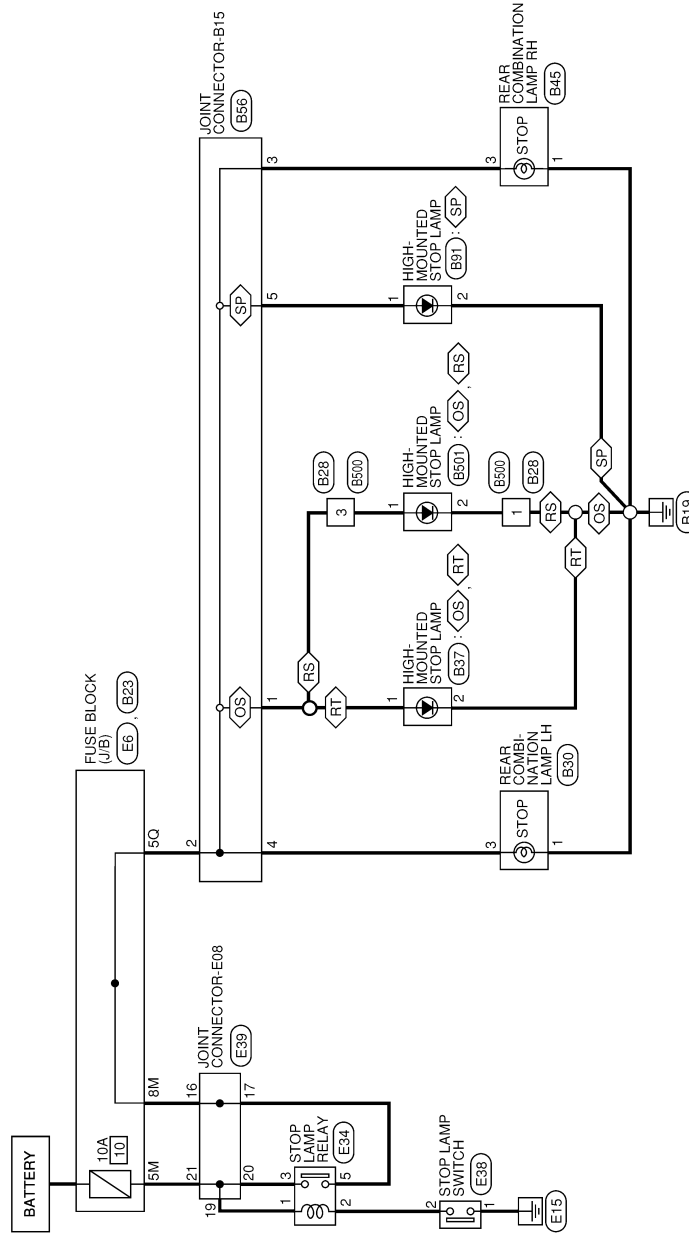 BATTERY
FUSE BLOCK
(J/B)
E6 , B23
10A
10
5M
8M
5Q
JOINT
CONNECTOR-E08
E39
21
16
19
20
17
STOP
LAMP
RELAY
E34
1
3
2
5
STOP LAMP
SWITCH
E38
2
1
E15
JOINT
CONNECTOR-B15
B56
2
OS
SP
4
1
5
3
RS
RT
B28
B500
3
REAR
COMBI-
NATION
LAMP LH
B30
3
STOP
1
HIGH-
MOUNTED
STOP LAMP
B37 : OS , RT
1
2
HIGH-
MOUNTED
STOP LAMP
B501 : OS , RS
1
2
B500
B28
1
HIGH-
MOUNTED
STOP LAMP
B91 : SP
1
2
REAR
COMBINATION
LAMP RH
B45
3
STOP
1
RS
RT
OS
SP
B19